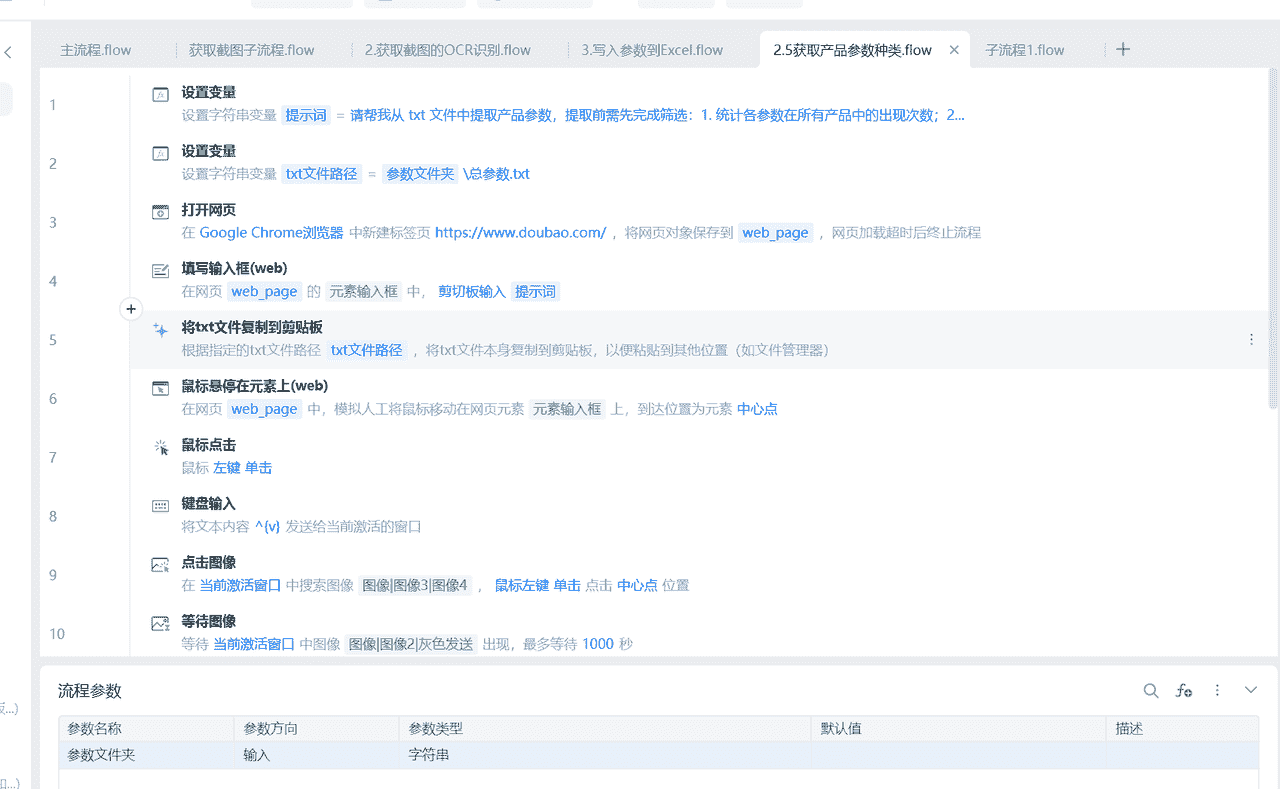 主流程.flow 获取截图子流程.flow 2.获取截图的OCR识别.flow 3.写入参数到Excel.flow 2.5获取产品参数种类.flow 子流程1.flow
1 设置变量
设置字符串变量 提示词 = 请帮我从 txt 文件中提取产品参数，提取前需先完成筛选：1. 统计各参数在所有产品中的出现次数；2...
2 设置变量
设置字符串变量 txt文件路径 = 参数文件夹 \总参数.txt
3 打开网页
在 Google Chrome浏览器 中新建标签页 https://www.doubao.com/ ，将网页对象保存到 web_page ，网页加载超时后终止流程
4 填写输入框(web)
在网页 web_page 的 元素输入框 中， 剪切板输入 提示词
5 将txt文件复制到剪贴板
根据指定的txt文件路径 txt文件路径 ，将txt文件本身复制到剪贴板，以便粘贴到其他位置（如文件管理器）
6 鼠标悬停在元素上(web)
在网页 web_page 中，模拟人工将鼠标移动在网页元素 元素输入框 上，到达位置为元素 中心点
7 鼠标点击
鼠标 左键 单击
8 键盘输入
将文本内容 ^{v} 发送给当前激活的窗口
9 点击图像
在 当前激活窗口 中搜索图像 图像|图像3|图像4 ， 鼠标左键 单击 点击 中心点 位置
10 等待图像
等待 当前激活窗口 中图像 图像|图像2|灰色发送 出现，最多等待 1000 秒
流程参数
...)
参数名称 参数方向 参数类型 默认值 描述
参数文件夹 输入 字符串
...)